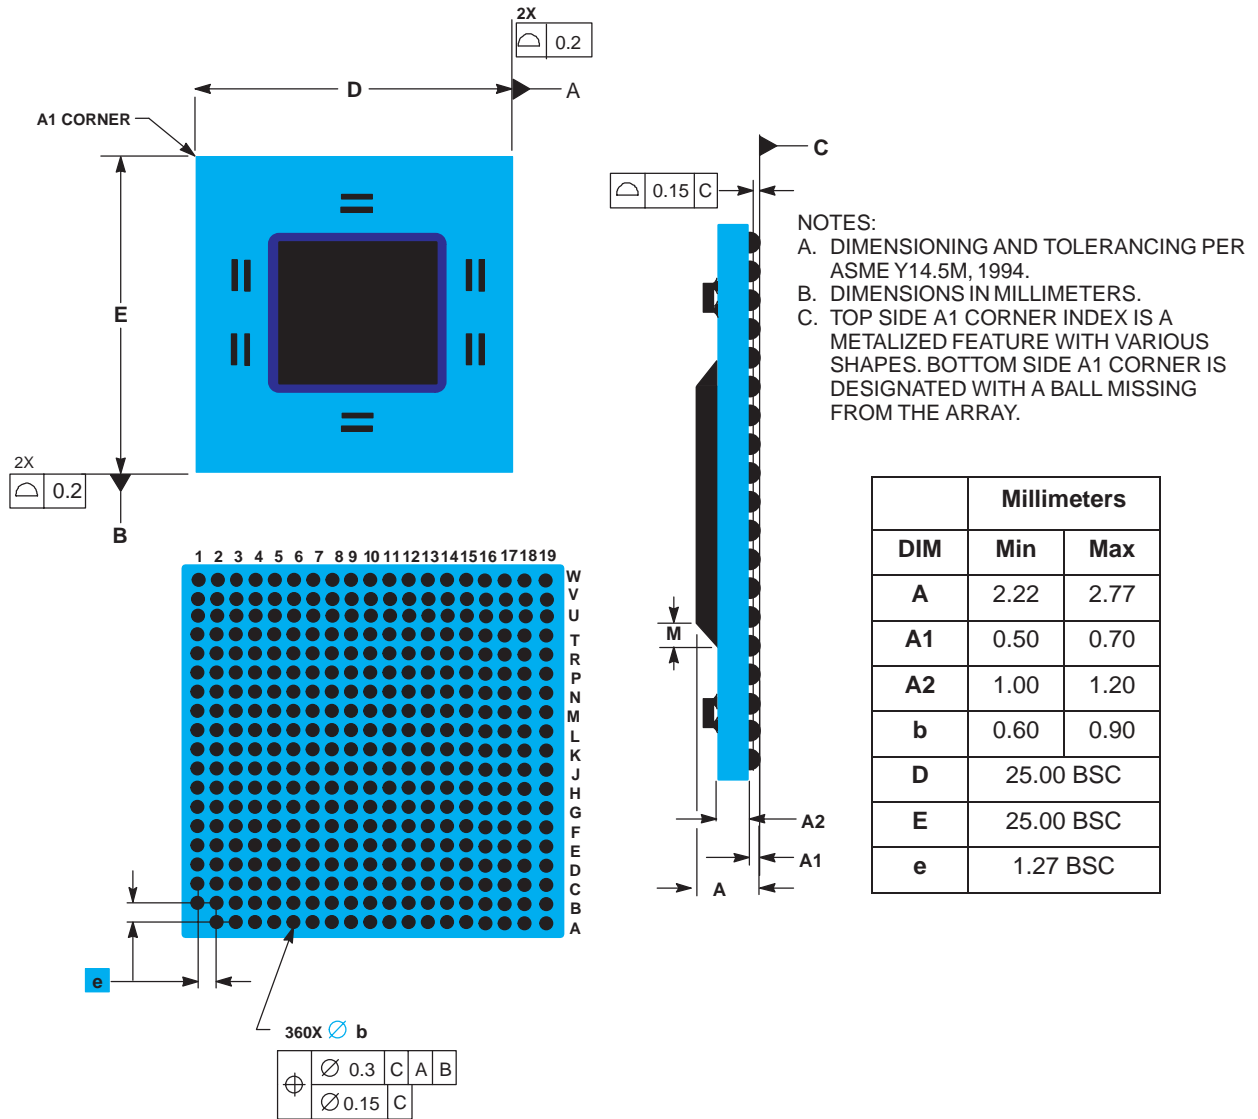 2X
0.2
D
A
A1 CORNER
E
2X
0.2
B
C
0.15 C
NOTES:
A. DIMENSIONING AND TOLERANCING PER
ASME Y14.5M, 1994.
B. DIMENSIONS IN MILLIMETERS.
C. TOP SIDE A1 CORNER INDEX IS A
METALIZED FEATURE WITH VARIOUS
SHAPES. BOTTOM SIDE A1 CORNER IS
DESIGNATED WITH A BALL MISSING
FROM THE ARRAY.
M
A2
A1
A
Millimeters
DIM Min Max
A 2.22 2.77
A1 0.50 0.70
A2 1.00 1.20
b 0.60 0.90
D 25.00 BSC
E 25.00 BSC
e 1.27 BSC
1 2 3 4 5 6 7 8 9 10 11 12 13 14 15 16 17 18 19
W
V
U
T
R
P
N
M
L
K
J
H
G
F
E
D
C
B
A
e
360X ∅ b
⌖ ∅ 0.3 C A B
∅ 0.15 C